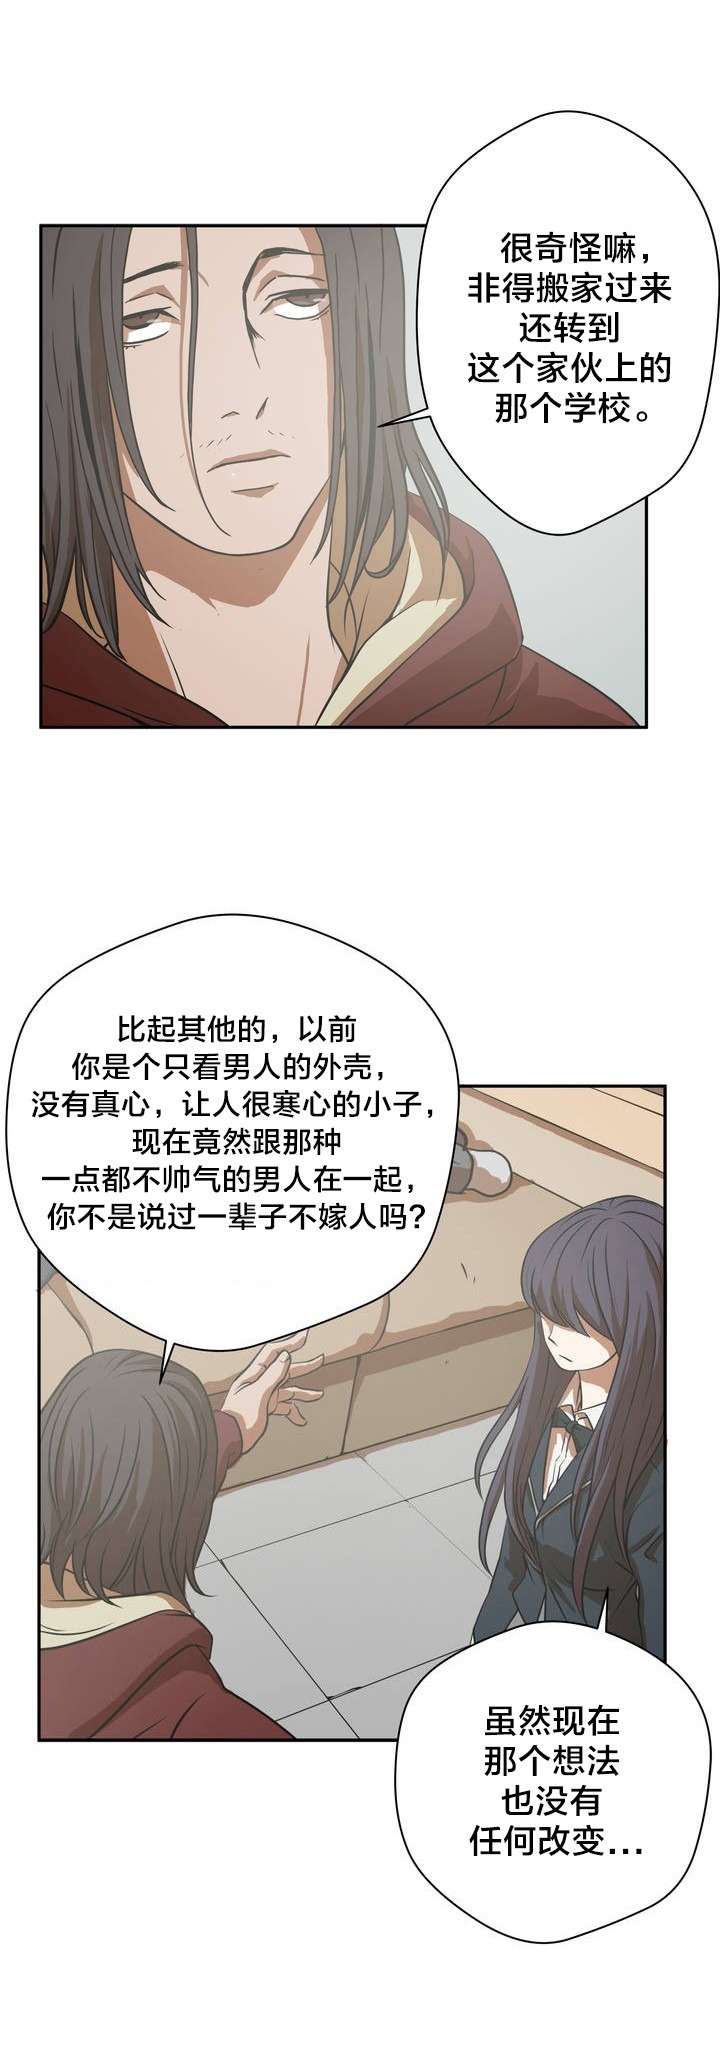 很奇怪嘛，
非得搬家过来
还转到
这个家伙上的
那个学校。
比起其他的，以前
你是个只看男人的外壳，
没有真心，让人很寒心的小子，
现在竟然跟那种
一点都不帅气的男人在一起，
你不是说过一辈子不嫁人吗？
虽然现在
那个想法
也没有
任何改变...